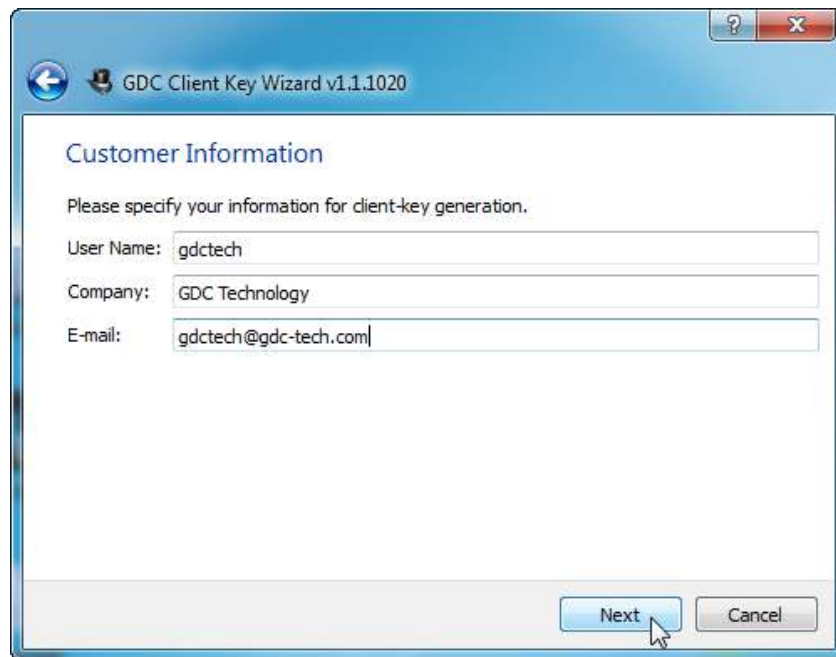 GDC Client Key Wizard v1.1.1020
Customer Information
Please specify your information for client-key generation.
User Name: gdctech
Company: GDC Technology
E-mail: gdctech@gdc-tech.com
Next Cancel